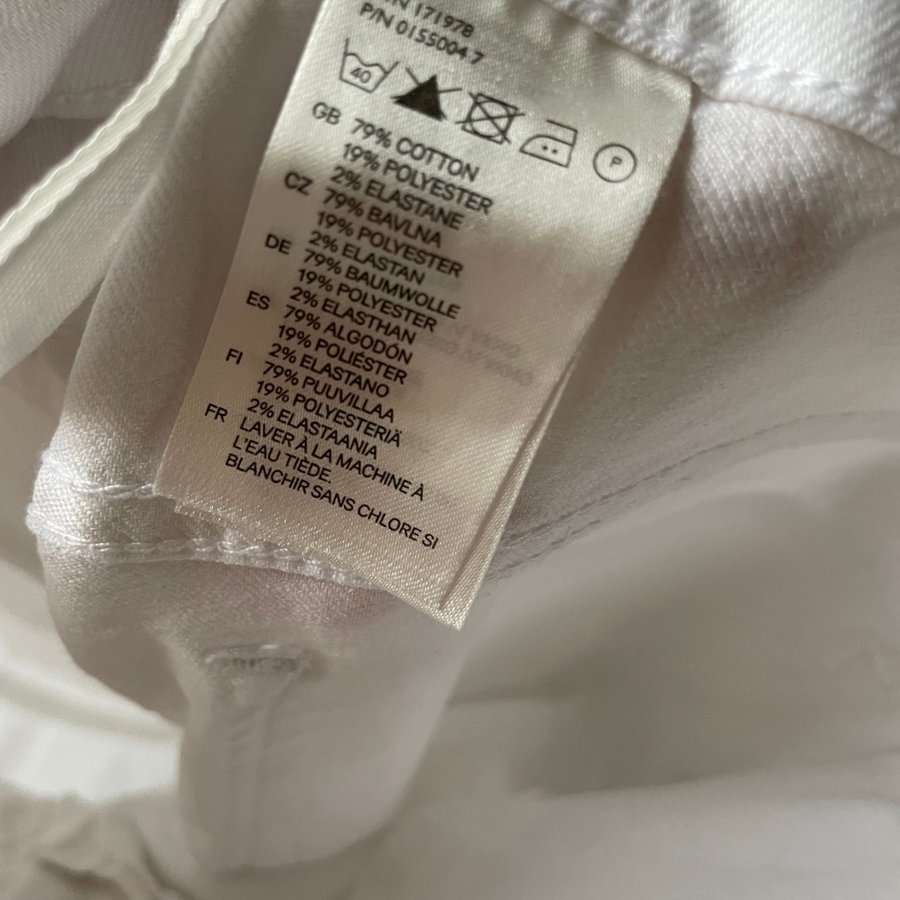 171978
P/N 0155004 7
40 P
GB 79% COTTON
19% POLYESTER
2% ELASTANE
CZ 79% BAVLNA
19% POLYESTER
2% ELASTAN
DE 79% BAUMWOLLE
19% POLYESTER
2% ELASTHAN
ES 79% ALGODÓN
19% POLIÉSTER
2% ELASTANO
FI 79% PUUVILLAA
19% POLYESTERIÄ
2% ELASTAANIA
FR LAVER À LA MACHINE À
L'EAU TIÈDE.
BLANCHIR SANS CHLORE SI